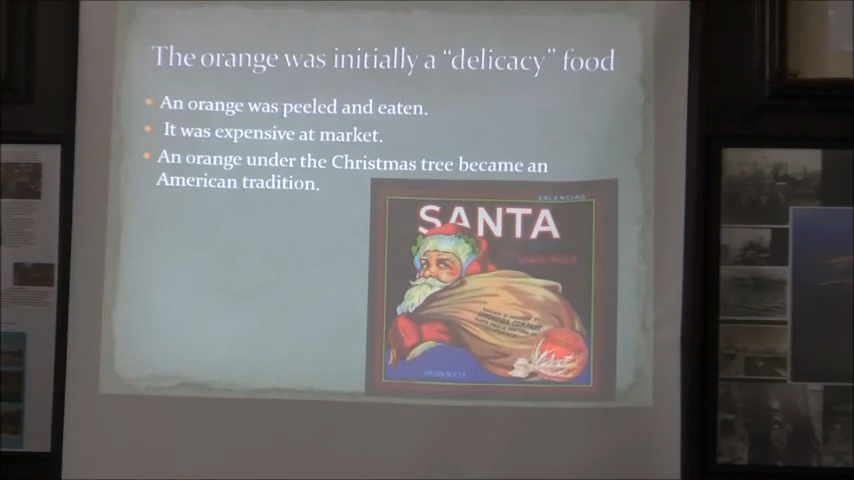 The orange was initially a “delicacy” food
• An orange was peeled and eaten.
• It was expensive at market.
• An orange under the Christmas tree became an
American tradition.
VALENCIAS
SANTA
COMPANY